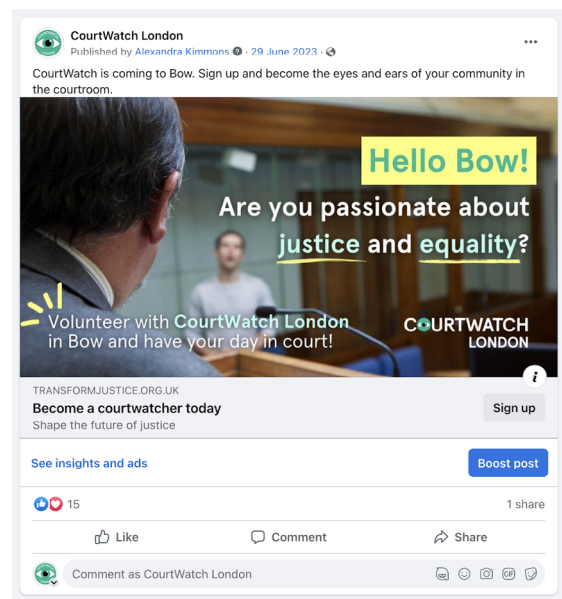 CourtWatch London
Published by Alexandra Kimmons · 29 June 2023 ·
CourtWatch is coming to Bow. Sign up and become the eyes and ears of your community in
the courtroom.
Hello Bow!
Are you passionate about
justice and equality?
Volunteer with CourtWatch London
in Bow and have your day in court!
COURTWATCH
LONDON
TRANSFORMJUSTICE.ORG.UK
Become a courtwatcher today
Shape the future of justice
Sign up
See insights and ads
Boost post
15
1 share
Like
Comment
Share
Comment as CourtWatch London
GIF